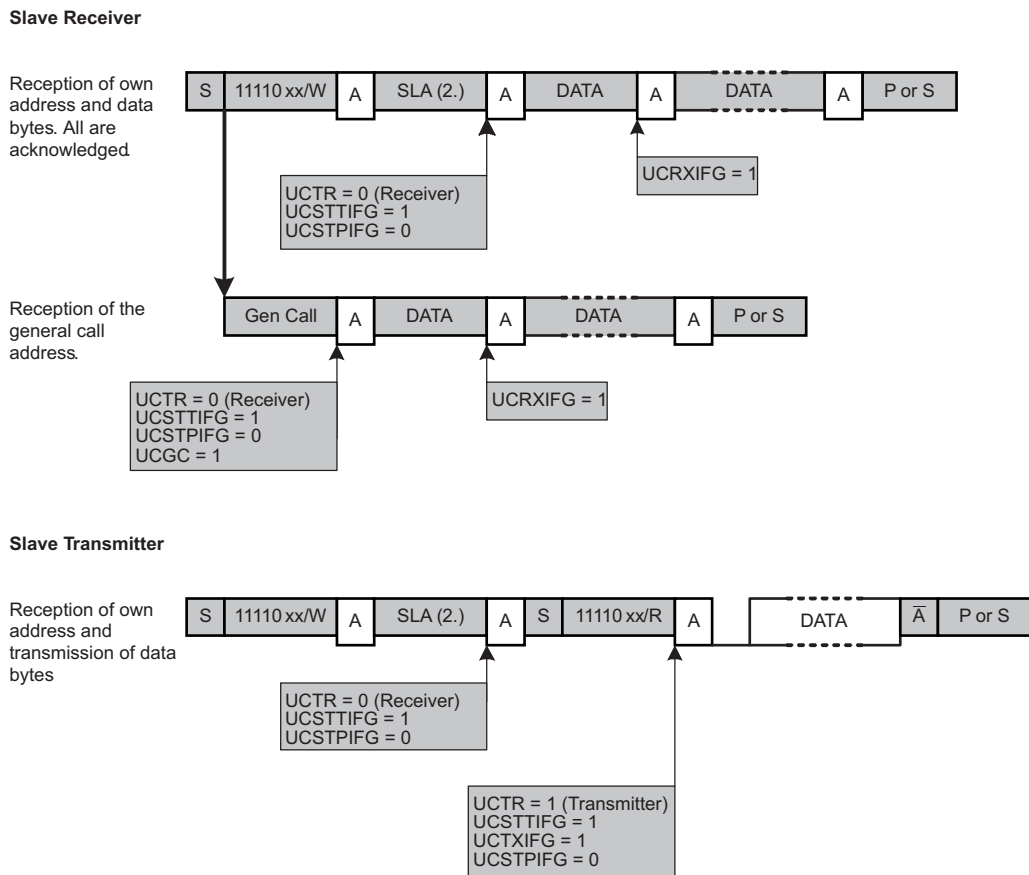 Slave Receiver
Reception of own
address and data
bytes. All are
acknowledged.
S 11110 xx/W A SLA (2.) A DATA A DATA A P or S
UCTR = 0 (Receiver)
UCSTTIFG = 1
UCSTPIFG = 0
UCRXIFG = 1
Reception of the
general call
address.
Gen Call A DATA A DATA A P or S
UCTR = 0 (Receiver)
UCSTTIFG = 1
UCSTPIFG = 0
UCGC = 1
UCRXIFG = 1
Slave Transmitter
Reception of own
address and
transmission of data
bytes
S 11110 xx/W A SLA (2.) A S 11110 xx/R A DATA A̅ P or S
UCTR = 0 (Receiver)
UCSTTIFG = 1
UCSTPIFG = 0
UCTR = 1 (Transmitter)
UCSTTIFG = 1
UCTXIFG = 1
UCSTPIFG = 0